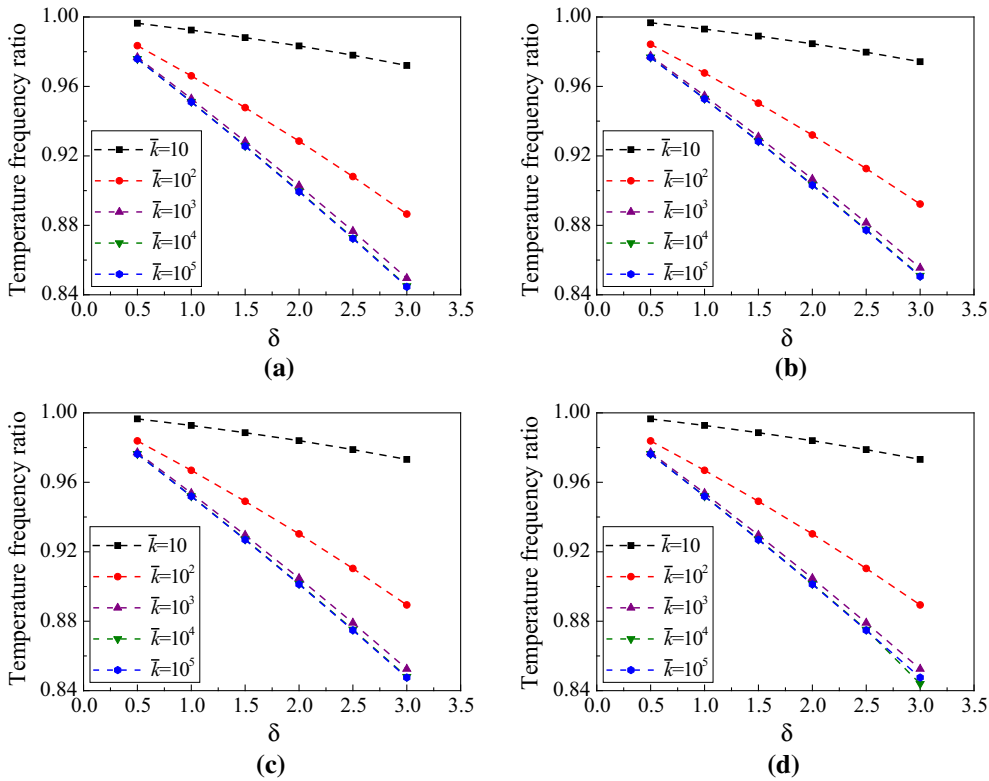 Temperature frequency ratio
1.00
0.96
0.92
0.88
0.84
k̄=10
k̄=10²
k̄=10³
k̄=10⁴
k̄=10⁵
0.0 0.5 1.0 1.5 2.0 2.5 3.0 3.5
δ
(a)
Temperature frequency ratio
1.00
0.96
0.92
0.88
0.84
k̄=10
k̄=10²
k̄=10³
k̄=10⁴
k̄=10⁵
0.0 0.5 1.0 1.5 2.0 2.5 3.0 3.5
δ
(b)
Temperature frequency ratio
1.00
0.96
0.92
0.88
0.84
k̄=10
k̄=10²
k̄=10³
k̄=10⁴
k̄=10⁵
0.0 0.5 1.0 1.5 2.0 2.5 3.0 3.5
δ
(c)
Temperature frequency ratio
1.00
0.96
0.92
0.88
0.84
k̄=10
k̄=10²
k̄=10³
k̄=10⁴
k̄=10⁵
0.0 0.5 1.0 1.5 2.0 2.5 3.0 3.5
δ
(d)